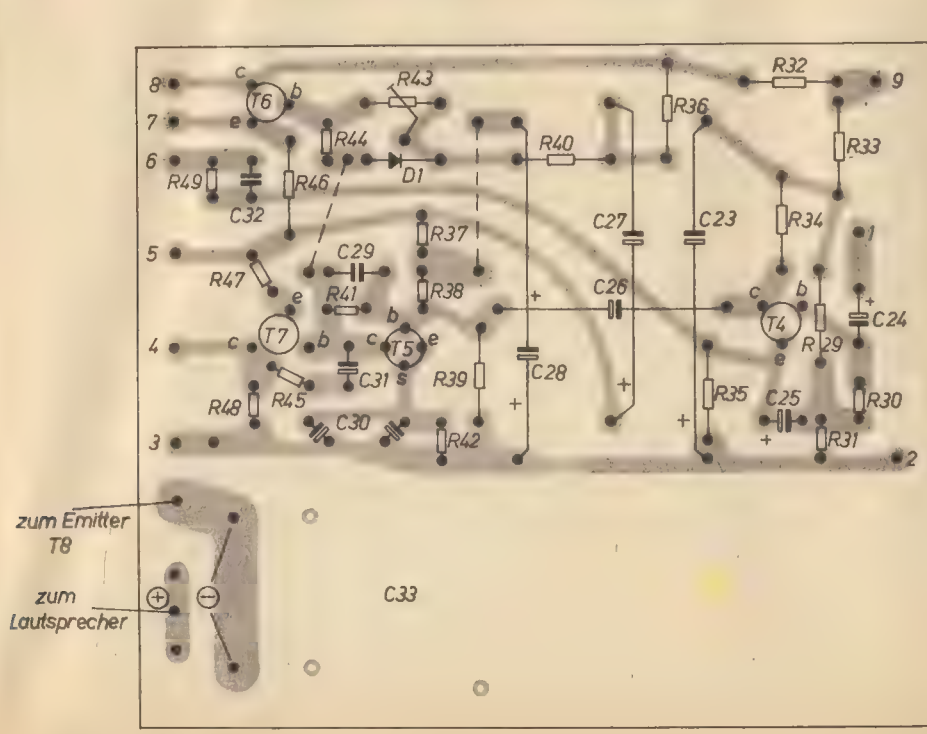 c
R43
R32
8
T6
b
R36
9
7
e
R44
R33
6
R40
R49
R46
D1
C32
R34
R37
C27
C23
1
5
C29
R47
R38
e
R41
+
C26
c
b
+
T7
b
T4
C24
4
c
b
c
T5
e
R29
e
C31
s
R39
C28
R35
R45
+
R48
+
C25
R30
C30
+
3
R42
+
R31
2
zum Emitter
T8
zum
+
−
C33
Lautsprecher